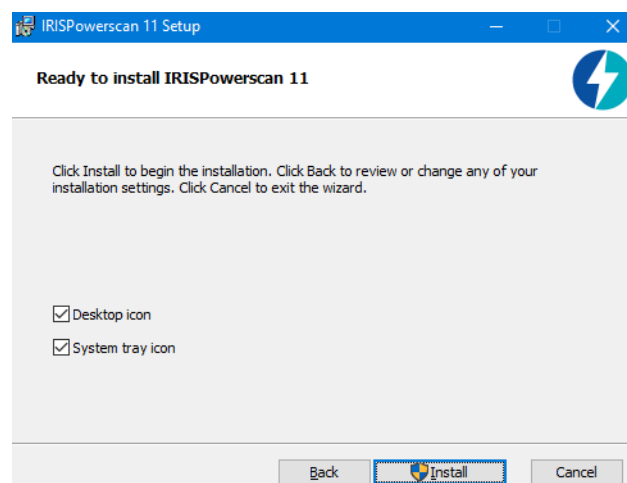 IRISPowerscan 11 Setup
Ready to install IRISPowerscan 11
Click Install to begin the installation. Click Back to review or change any of your
installation settings. Click Cancel to exit the wizard.
Desktop icon
System tray icon
Back Install Cancel